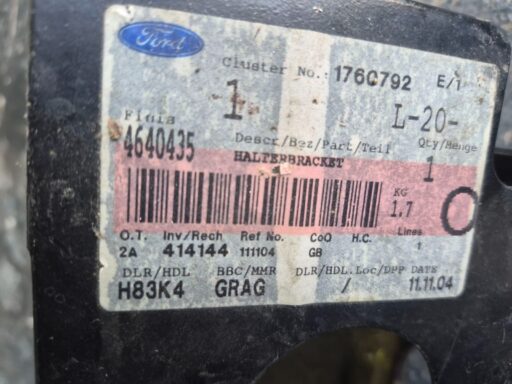 Ford
Cluster No.: 1760792 E/1
1 L-20-
Finis Descr/Bez/Part/Teil Qty/Menge
4640435 HALTERBRACKET 1
KG
1.7 O
O.T. Inv/Rech Ref No. CoO H.C. Lines
2A 414144 111104 GB 1
DLR/HDL BBC/MMR DLR/HDL.Loc/DPP DATE
H83K4 GRAG / 11.11.04